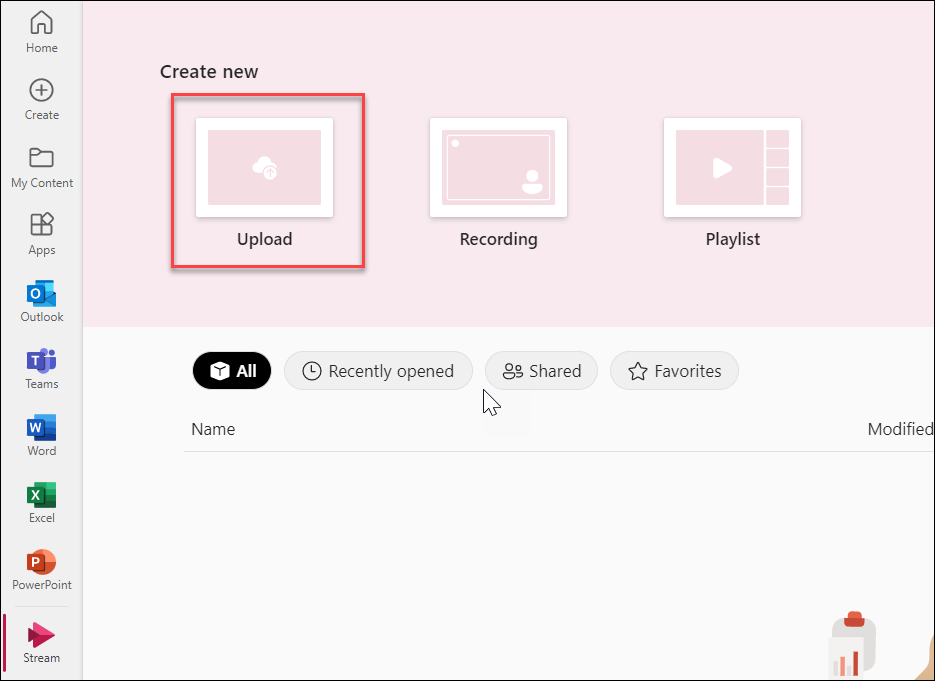 Home
Create
My Content
Apps
Outlook
Teams
Word
Excel
PowerPoint
Stream
Create new
Upload Recording Playlist
All Recently opened Shared Favorites
Name Modified